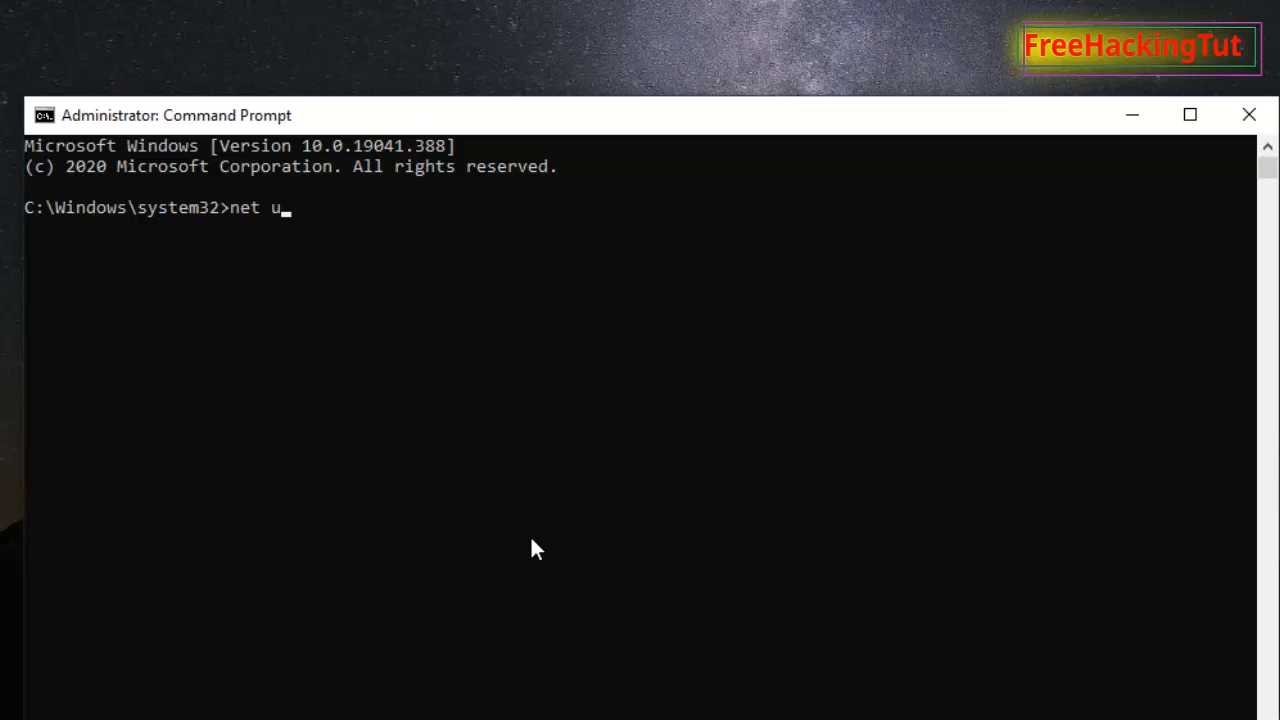 FreeHackingTut
Administrator: Command Prompt
Microsoft Windows [Version 10.0.19041.388]
(c) 2020 Microsoft Corporation. All rights reserved.
C:\Windows\system32>net u_